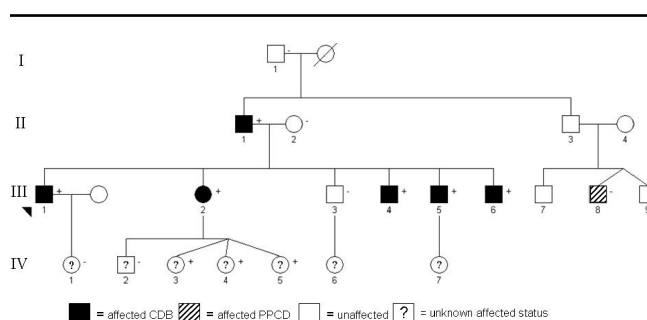 I
1 -
II
1 + 2 - 3 4
III
1 + 2 + 3 - 4 + 5 + 6 + 7 8 - 9
IV
? - ? - ? + ? + ? + ? ?
1 2 3 4 5 6 7
= affected CDB = affected PPCD = unaffected ? = unknown affected status